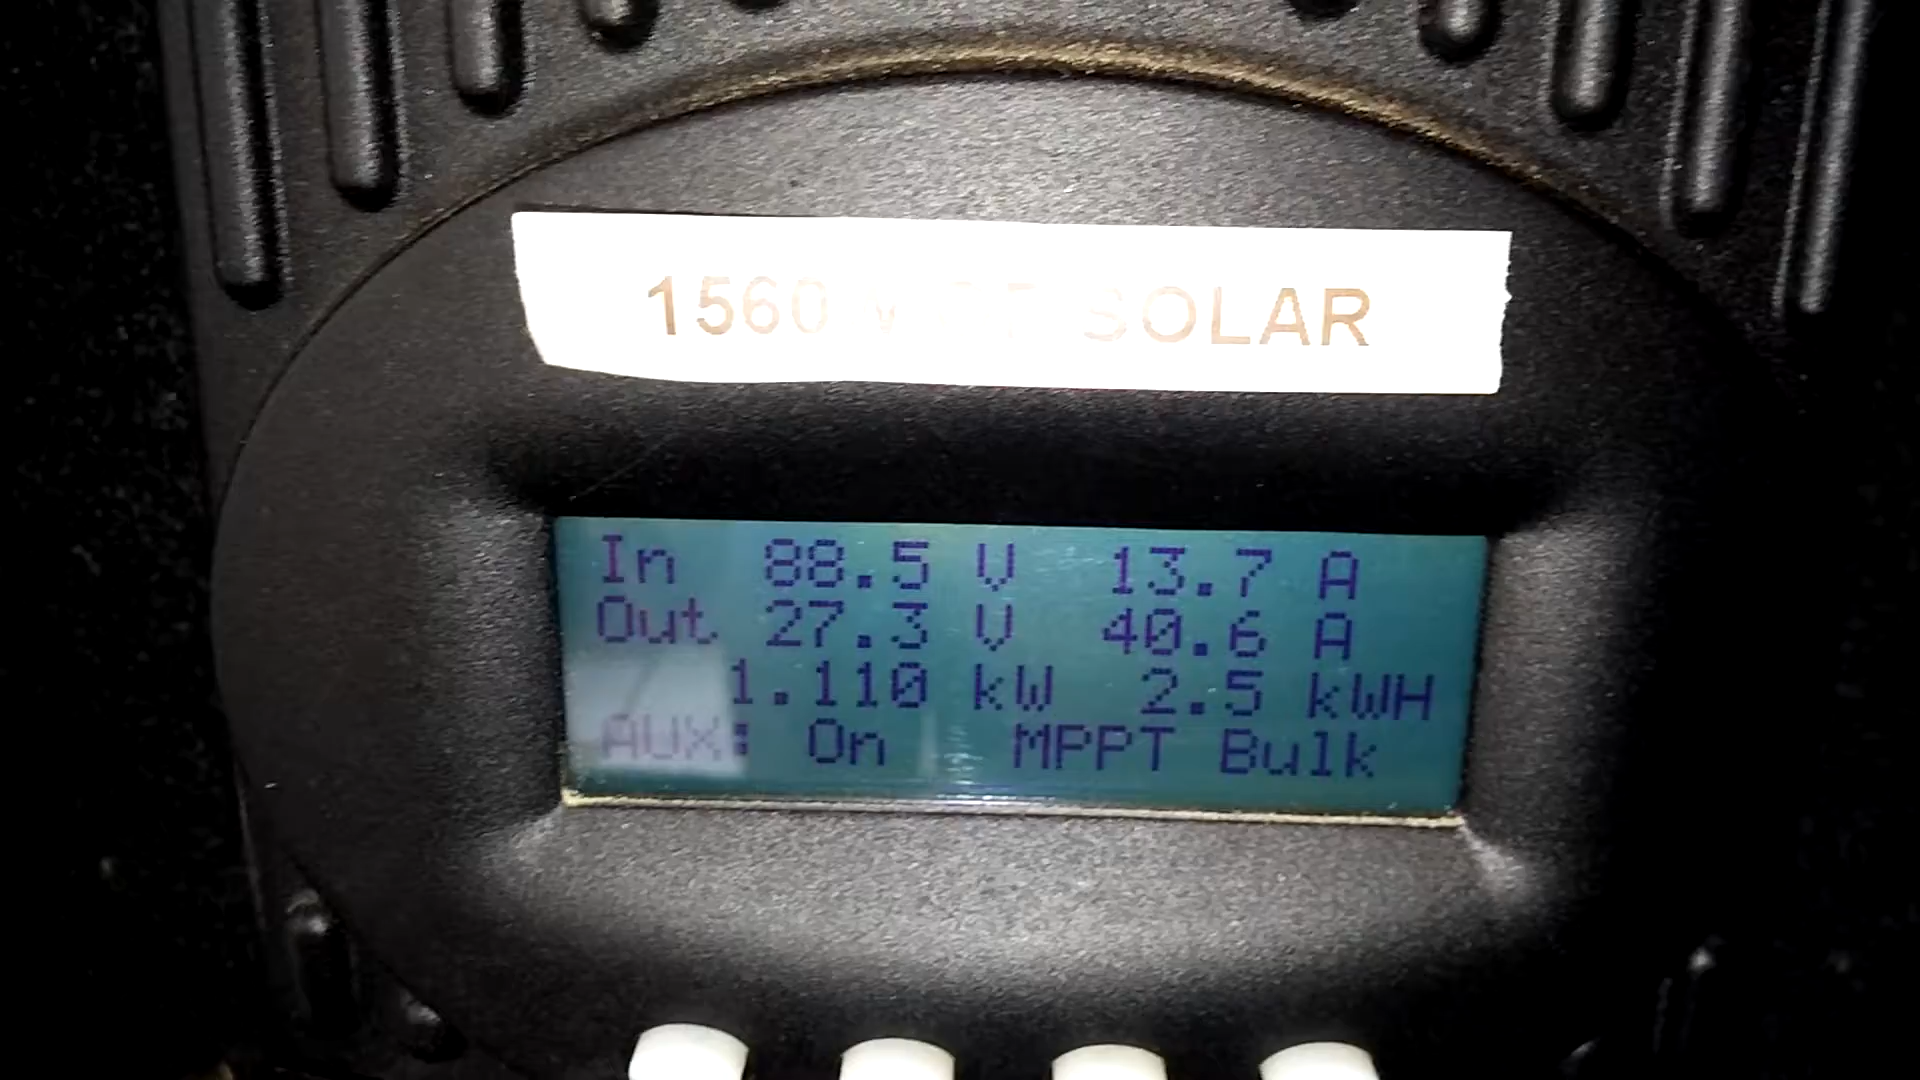 1560 SOLAR
In 88.5 V 13.7 A
Out 27.3 V 40.6 A
1.110 kW 2.5 kWH
AUX: On MPPT Bulk